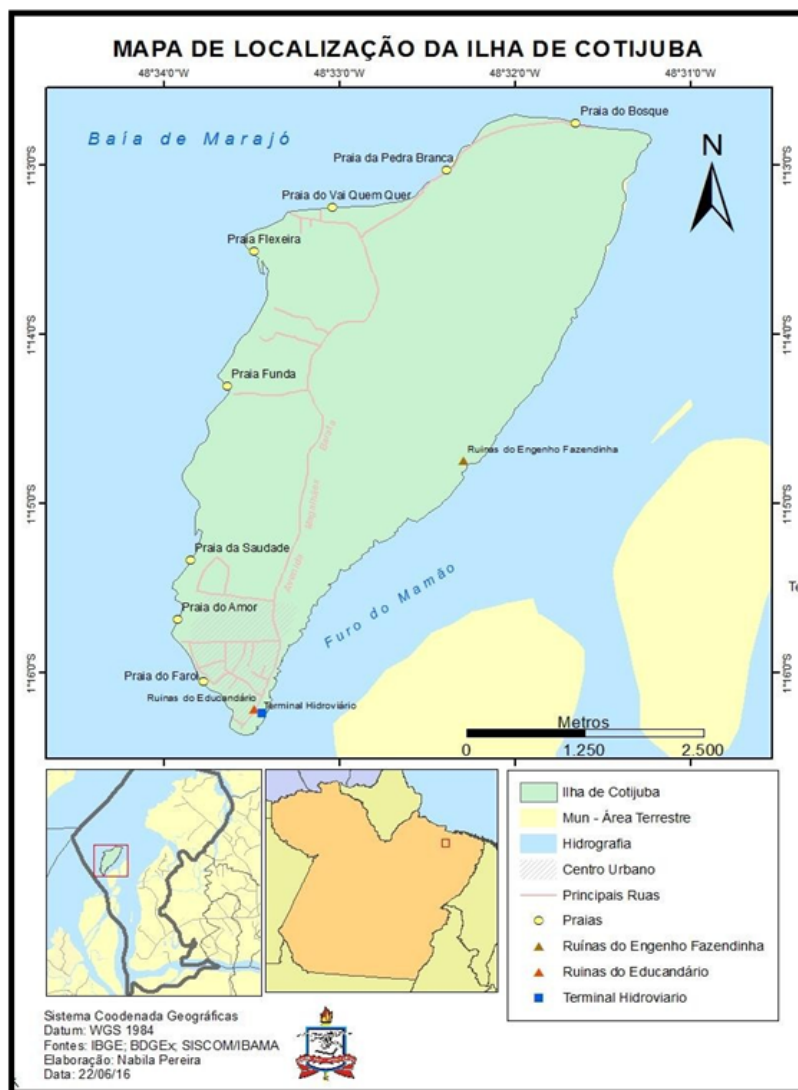 MAPA DE LOCALIZAÇÃO DA ILHA DE COTIJUBA
48°34'0"W 48°33'0"W 48°32'0"W 48°31'0"W
Baía de Marajó
Praia do Bosque
N
1°13'0"S 1°13'0"S
Praia da Pedra Branca
Praia do Vai Quem Quer
Praia Flexeira
1°14'0"S 1°14'0"S
Praia Funda
Avenida Magalhães Barata
Ruinas do Engenho Fazendinha
1°15'0"S 1°15'0"S
Praia da Saudade
Furo do Mamão
Te
Praia do Amor
1°16'0"S 1°16'0"S
Praia do Farol
Ruinas do Educandário
Terminal Hidroviário
Metros
0 1.250 2.500
Ilha de Cotijuba
Mun - Área Terrestre
Hidrografia
Centro Urbano
Principais Ruas
Praias
Ruínas do Engenho Fazendinha
Ruinas do Educandário
Terminal Hidroviario
Sistema Coodenada Geográficas
Datum: WGS 1984
Fontes: IBGE; BDGEx; SISCOM/IBAMA
Elaboração: Nabila Pereira
Data: 22/06/16